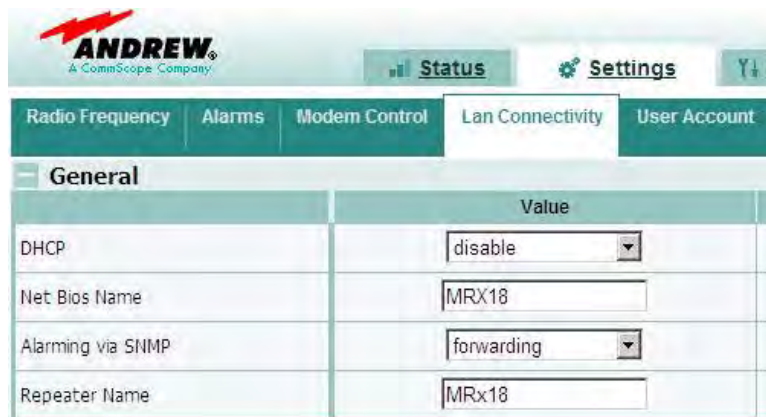 ANDREW®
A CommScope Company
Status Settings
Radio Frequency Alarms Modem Control Lan Connectivity User Account
General
Value
DHCP disable
Net Bios Name MRX18
Alarming via SNMP forwarding
Repeater Name MRx18